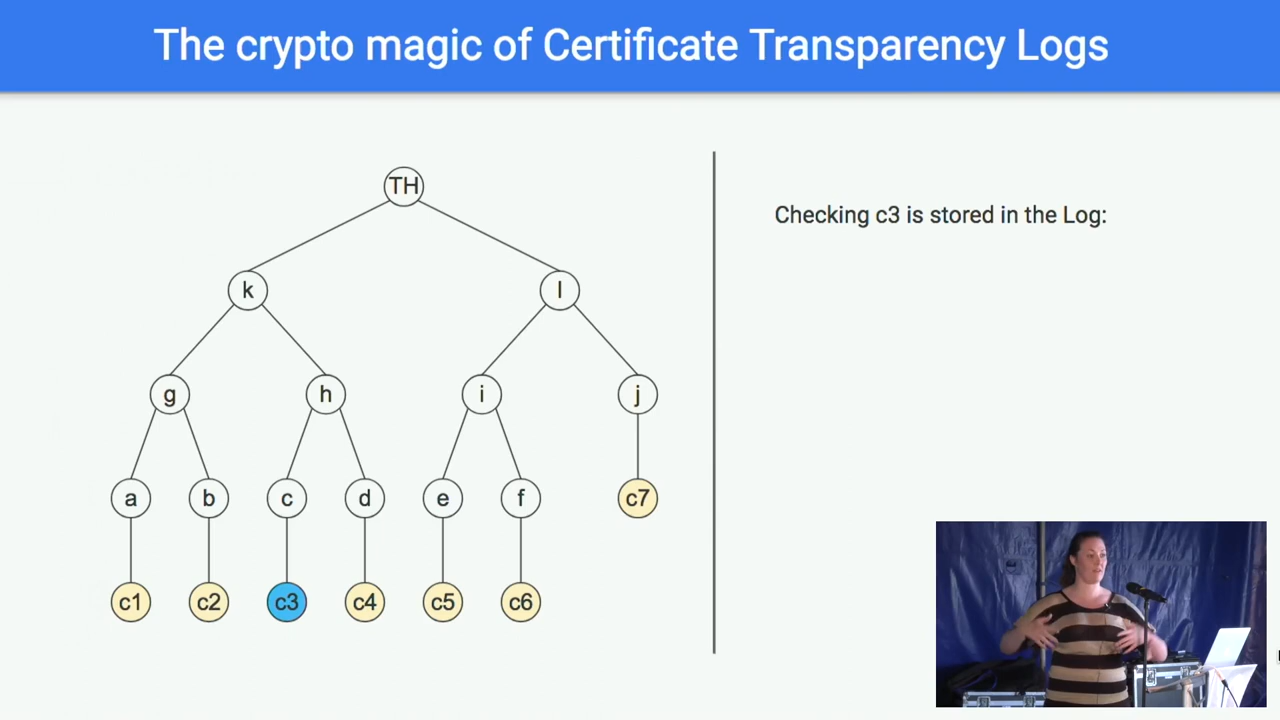 The crypto magic of Certificate Transparency Logs
TH
Checking c3 is stored in the Log:
k l
g h i j
a b c d e f c7
c1 c2 c3 c4 c5 c6